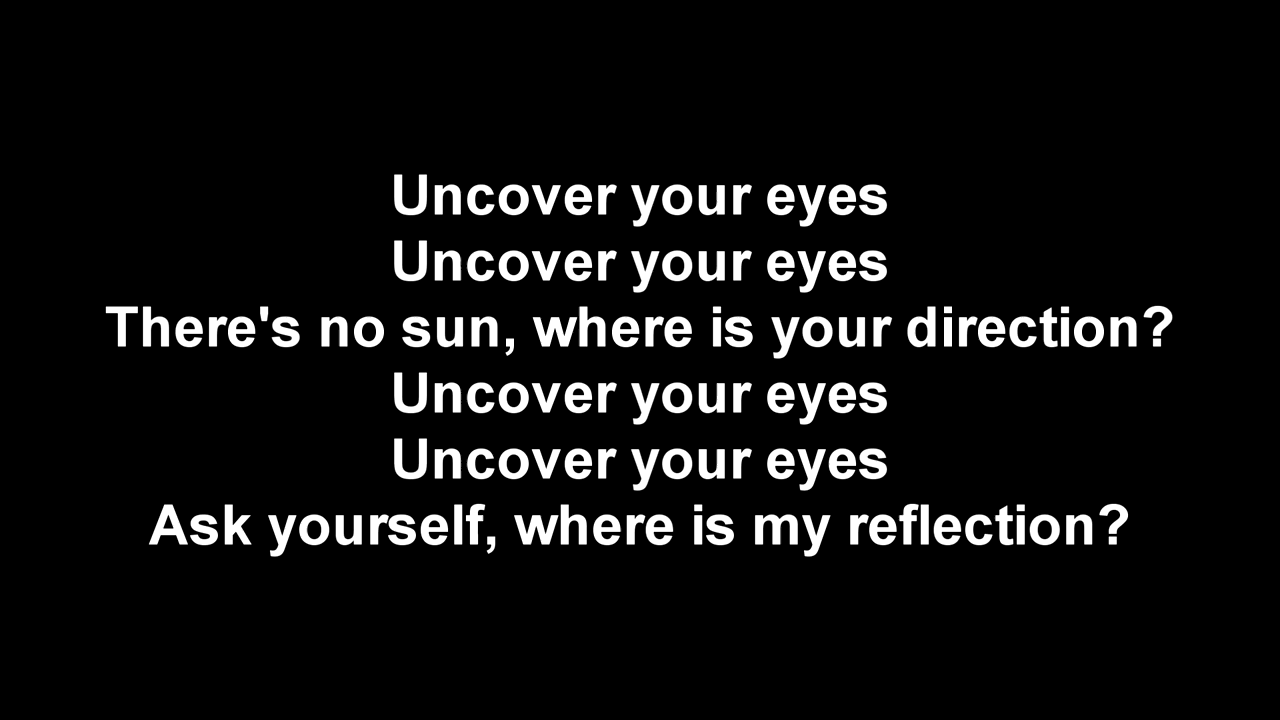 Uncover your eyes
Uncover your eyes
There's no sun, where is your direction?
Uncover your eyes
Uncover your eyes
Ask yourself, where is my reflection?